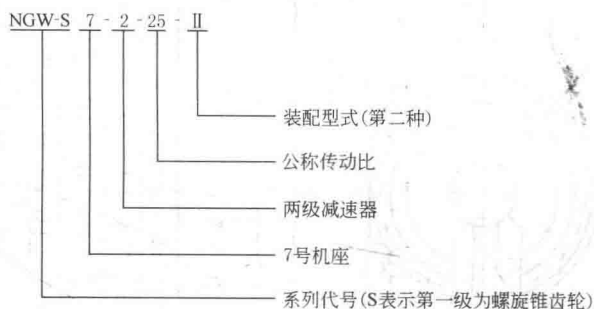 NGW-S 7 - 2 - 25 - Ⅱ
装配型式(第二种)
公称传动比
两级减速器
7号机座
系列代号(S表示第一级为螺旋锥齿轮)